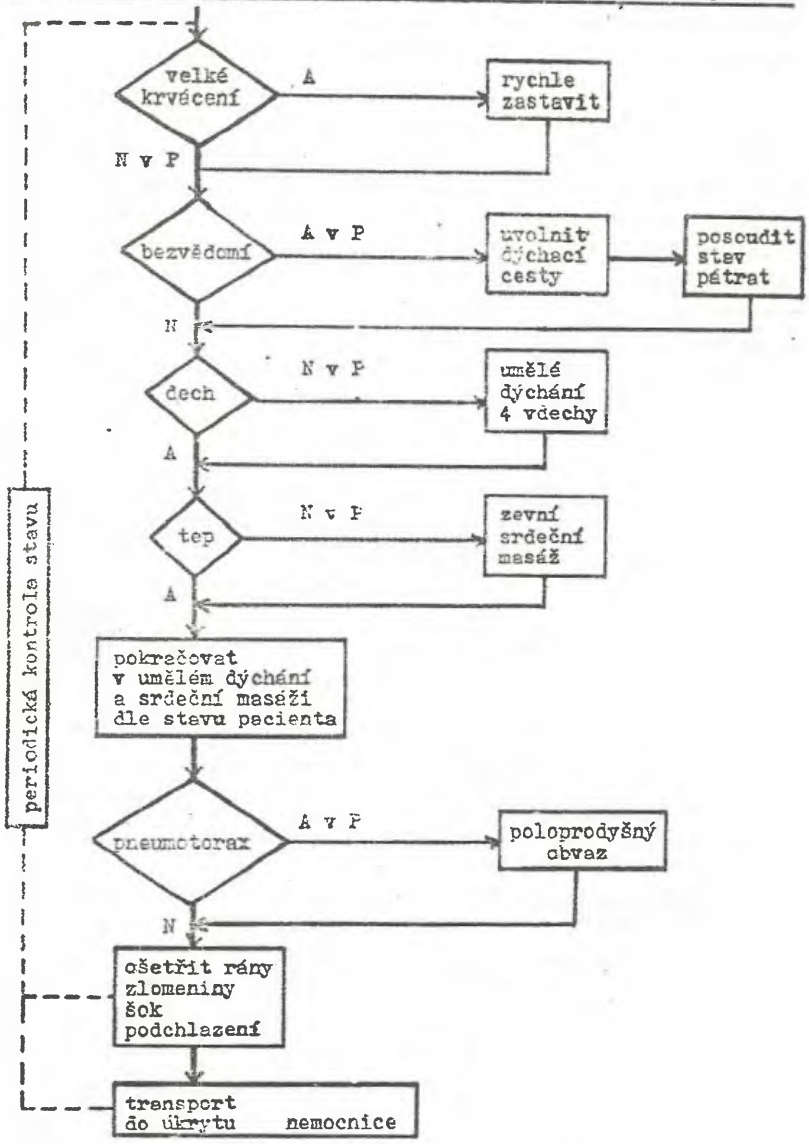 velké
krvácení
A
rychle
zastavit
N v P
bezvědomí
A v P
uvolnit
dýchací
cesty
posoudit
stav
pátrat
N
dech
N v P
umělé
dýchání
4 vdechy
A
tep
N v P
zevní
srdeční
masáž
A
pokračovat
v umělém dýchání
a srdeční masáží
dle stavu pacienta
periodická kontrola stavu
pneumotorax
A v P
poloprodyšný
obvaz
N
ošetřit rány
zlomeniny
šok
podchlazení
transport
do úkrytu nemocnice